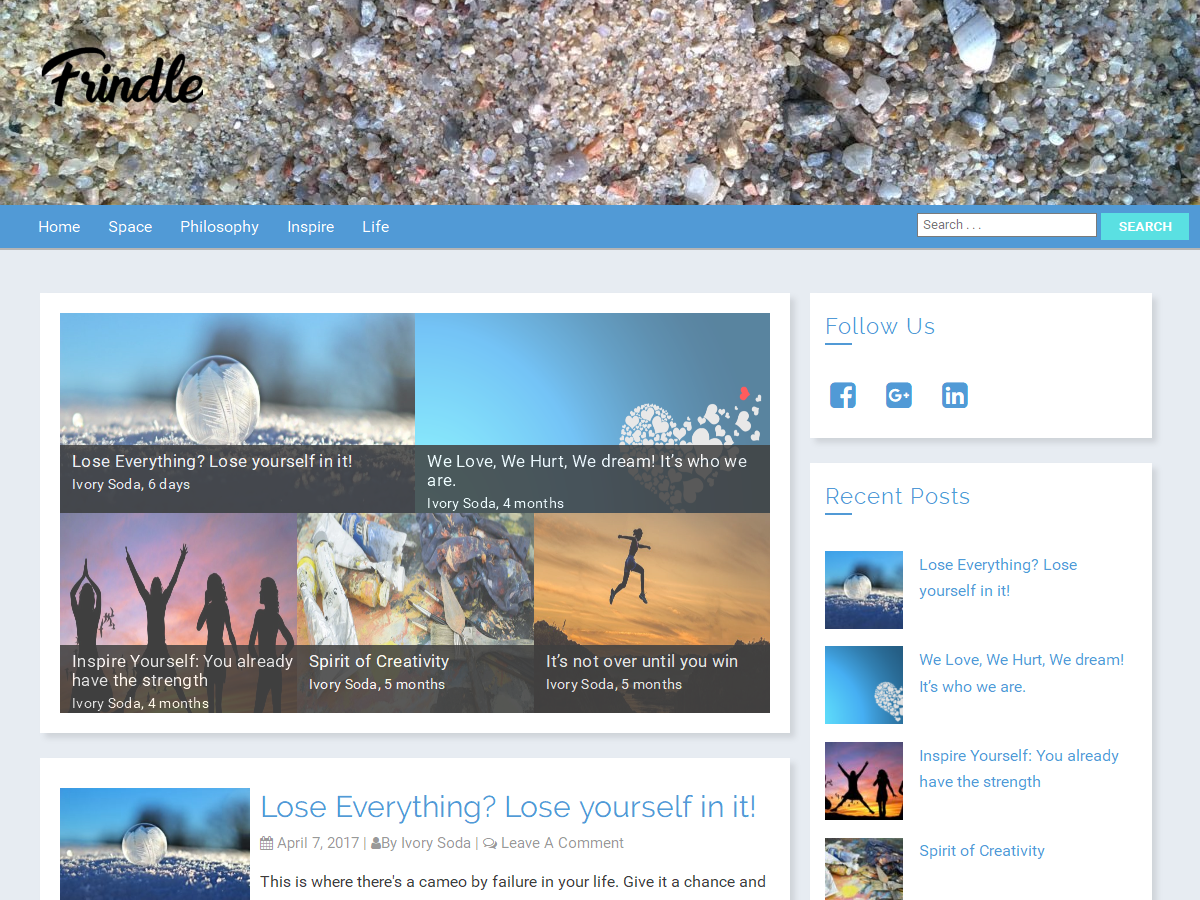 Frindle
Home Space Philosophy Inspire Life
Search . . .
SEARCH
Lose Everything? Lose yourself in it!
Ivory Soda, 6 days
We Love, We Hurt, We dream! It’s who we
are.
Ivory Soda, 4 months
Inspire Yourself: You already
have the strength
Ivory Soda, 4 months
Spirit of Creativity
Ivory Soda, 5 months
It’s not over until you win
Ivory Soda, 5 months
Lose Everything? Lose yourself in it!
April 7, 2017 | By Ivory Soda | Leave A Comment
This is where there's a cameo by failure in your life. Give it a chance and
Follow Us
Recent Posts
Lose Everything? Lose
yourself in it!
We Love, We Hurt, We dream!
It’s who we are.
Inspire Yourself: You already
have the strength
Spirit of Creativity